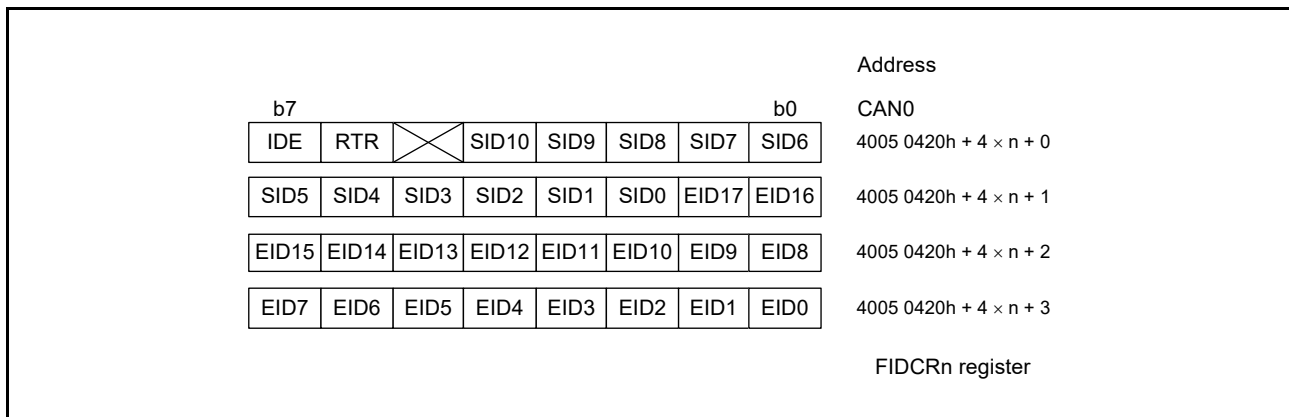 Address
b7 b0 CAN0
IDE RTR SID10 SID9 SID8 SID7 SID6 4005 0420h + 4 × n + 0
SID5 SID4 SID3 SID2 SID1 SID0 EID17 EID16 4005 0420h + 4 × n + 1
EID15 EID14 EID13 EID12 EID11 EID10 EID9 EID8 4005 0420h + 4 × n + 2
EID7 EID6 EID5 EID4 EID3 EID2 EID1 EID0 4005 0420h + 4 × n + 3
FIDCRn register